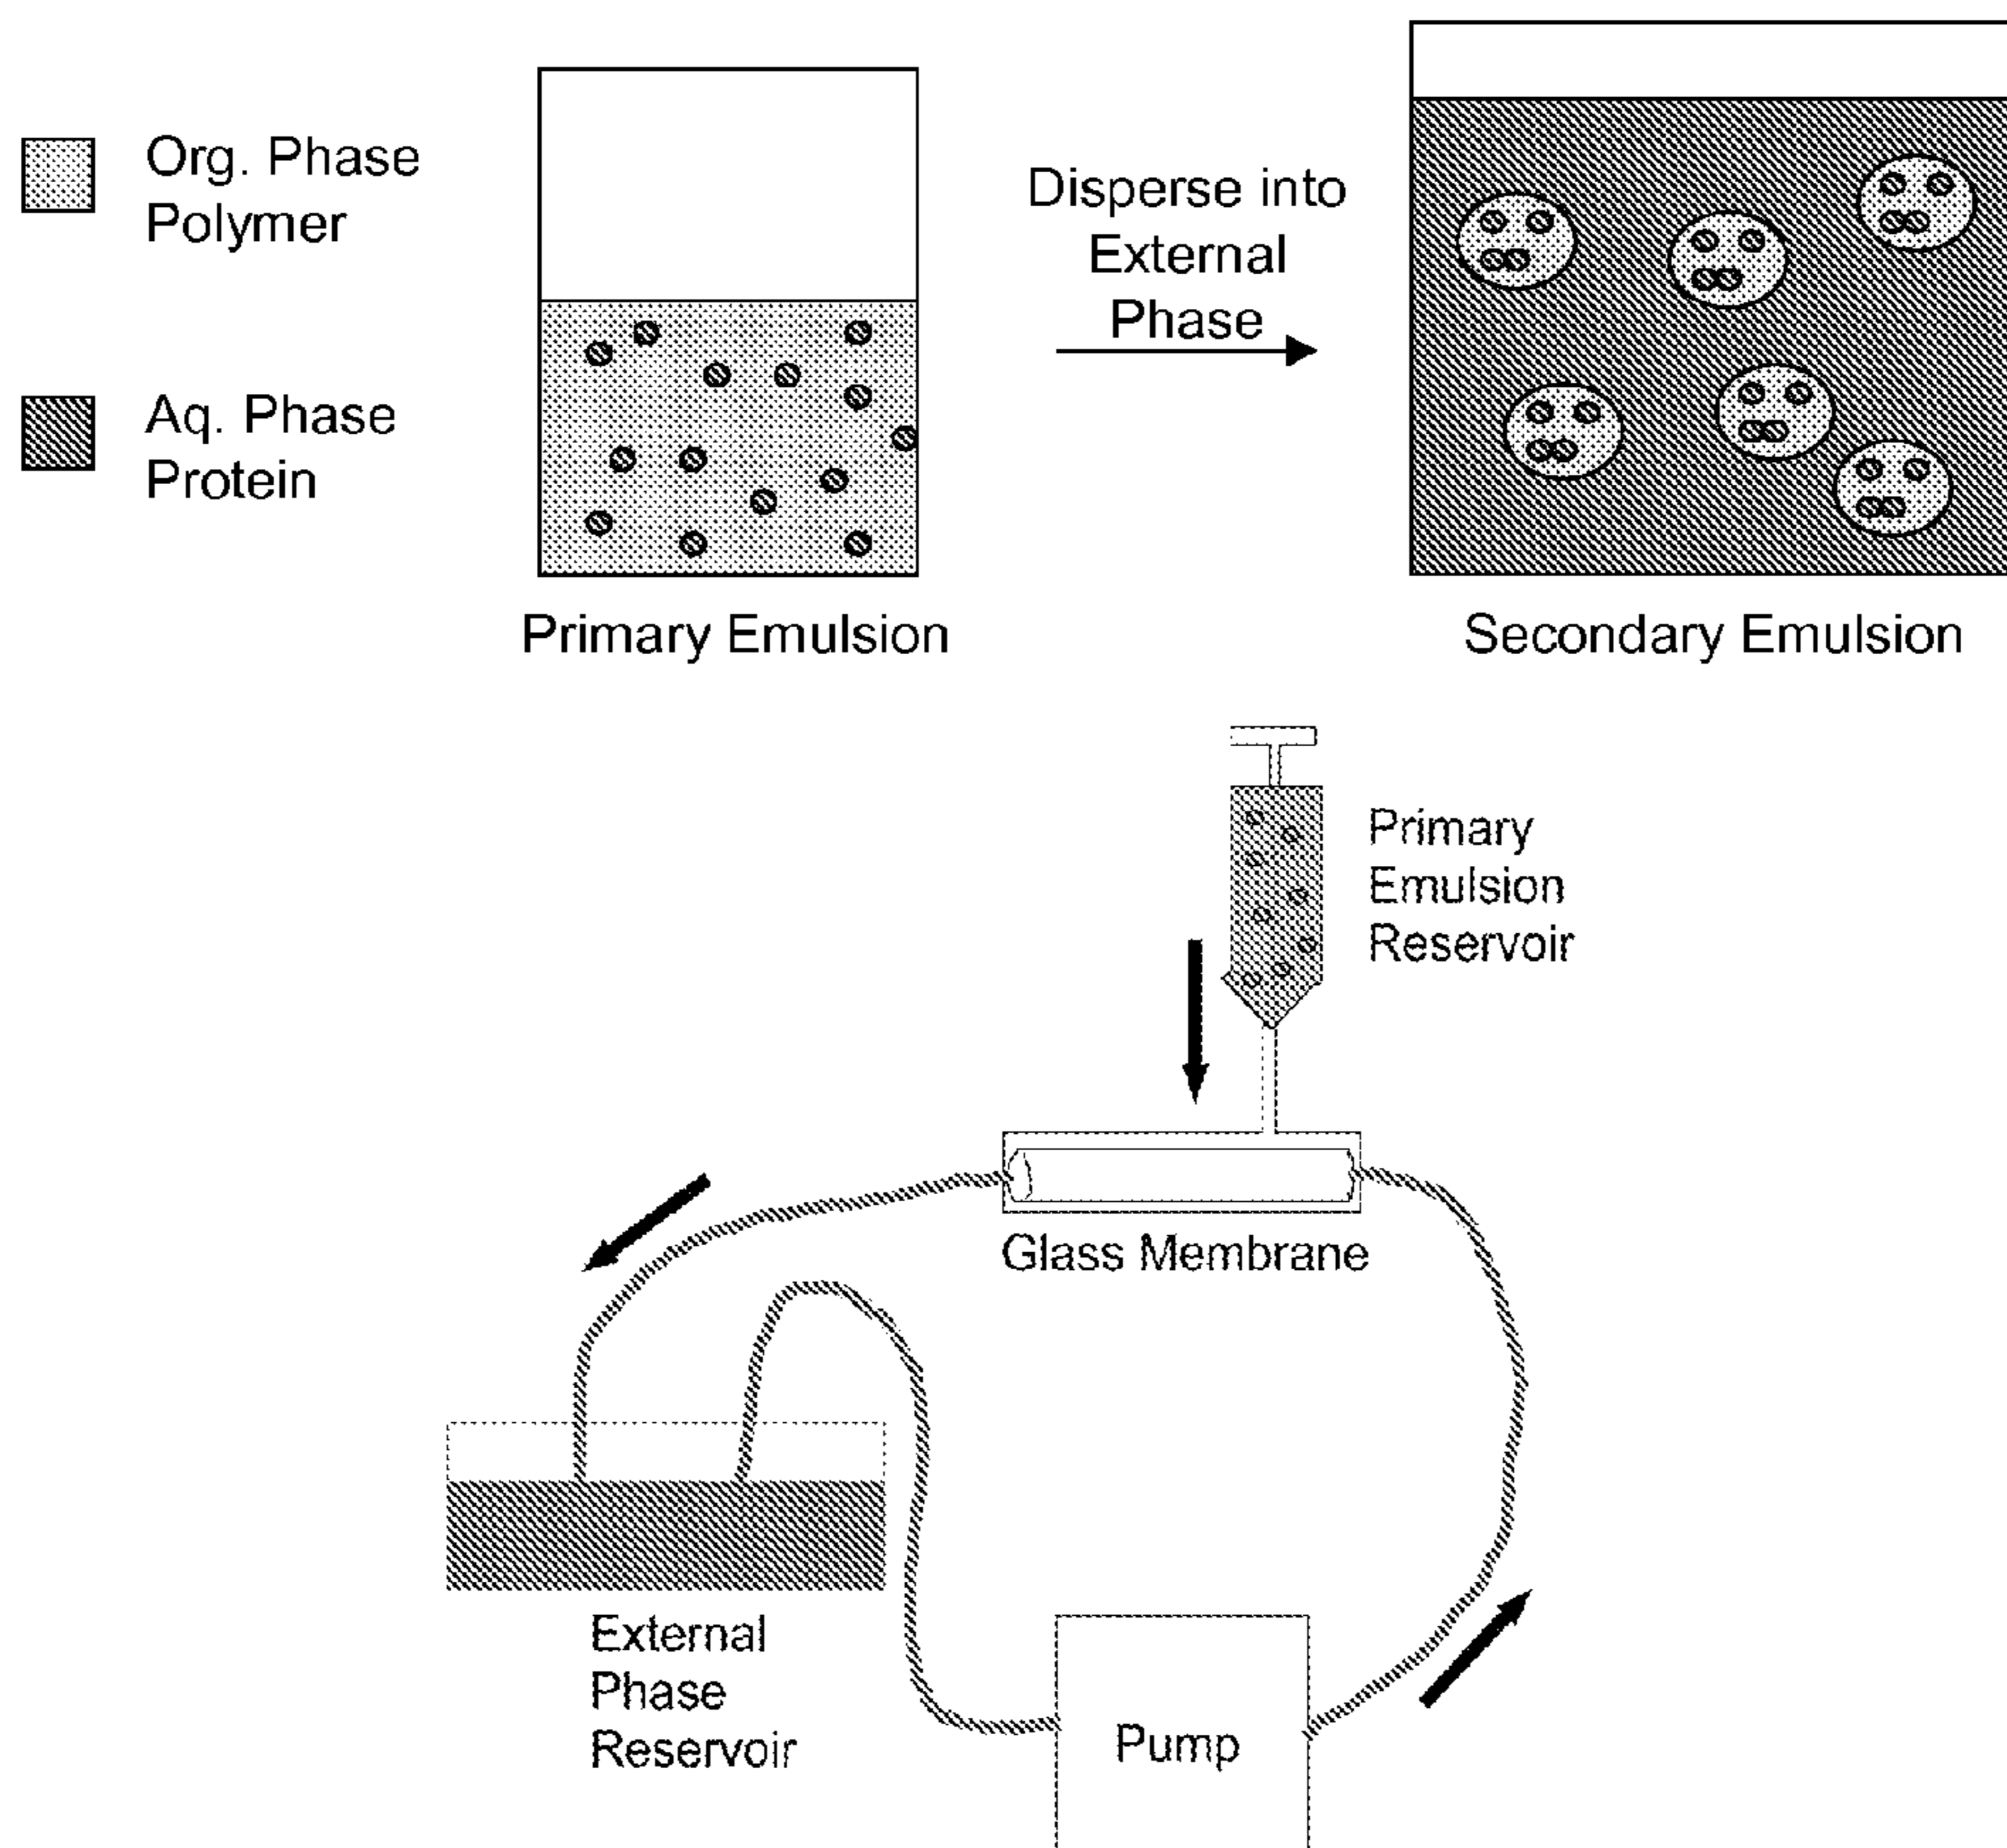 Org. Phase
Polymer
Aq. Phase
Protein
Disperse into
External
Phase
Primary Emulsion
Secondary Emulsion
Primary
Emulsion
Reservoir
Glass Membrane
External
Phase
Reservoir
Pump